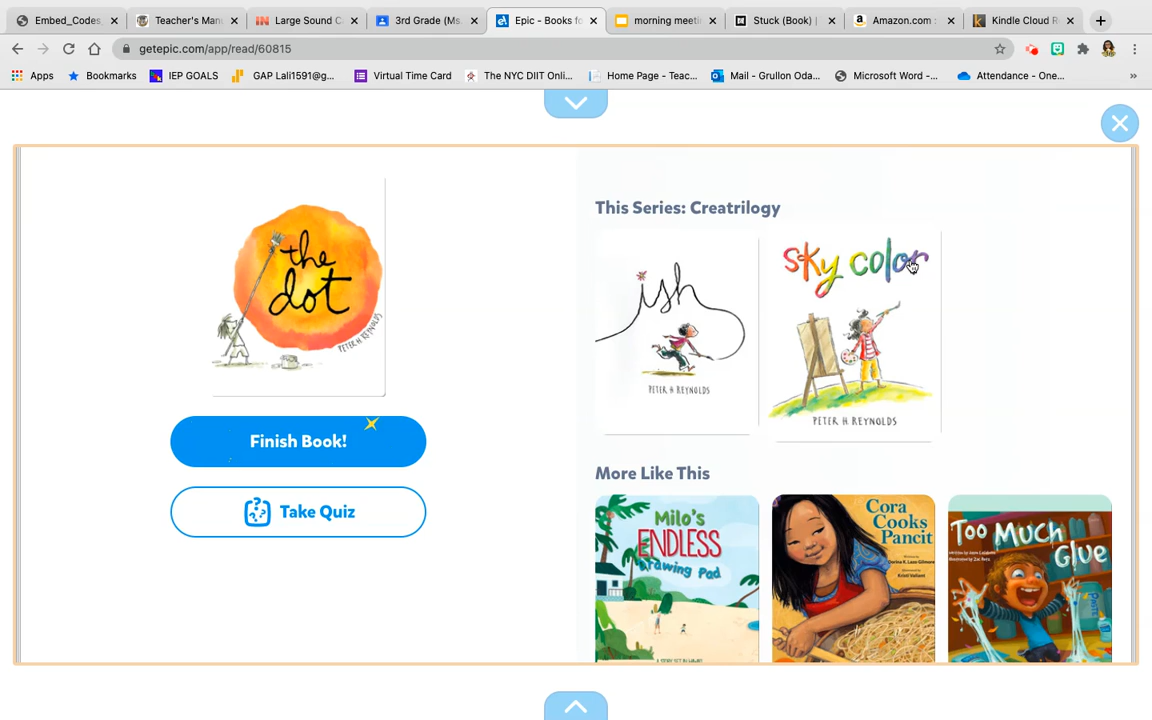 Embed_Codes_
Teacher's Manu
Large Sound C
3rd Grade (Ms.
Epic - Books fo
morning meeti
Stuck (Book) |
Amazon.com :
Kindle Cloud R
getepic.com/app/read/60815
Apps
Bookmarks
IEP GOALS
GAP Lali1591@g...
Virtual Time Card
The NYC DIIT Onli...
Home Page - Teac...
Mail - Grullon Oda...
Microsoft Word -...
Attendance - One...
»
the
dot
PETER H. REYNOLDS
Finish Book!
Take Quiz
This Series: Creatrilogy
ish
PETER H. REYNOLDS
sky color
PETER H. REYNOLDS
More Like This
Milo's
ENDLESS
Drawing Pad
Cora
Cooks
Pancit
Too Much
Glue